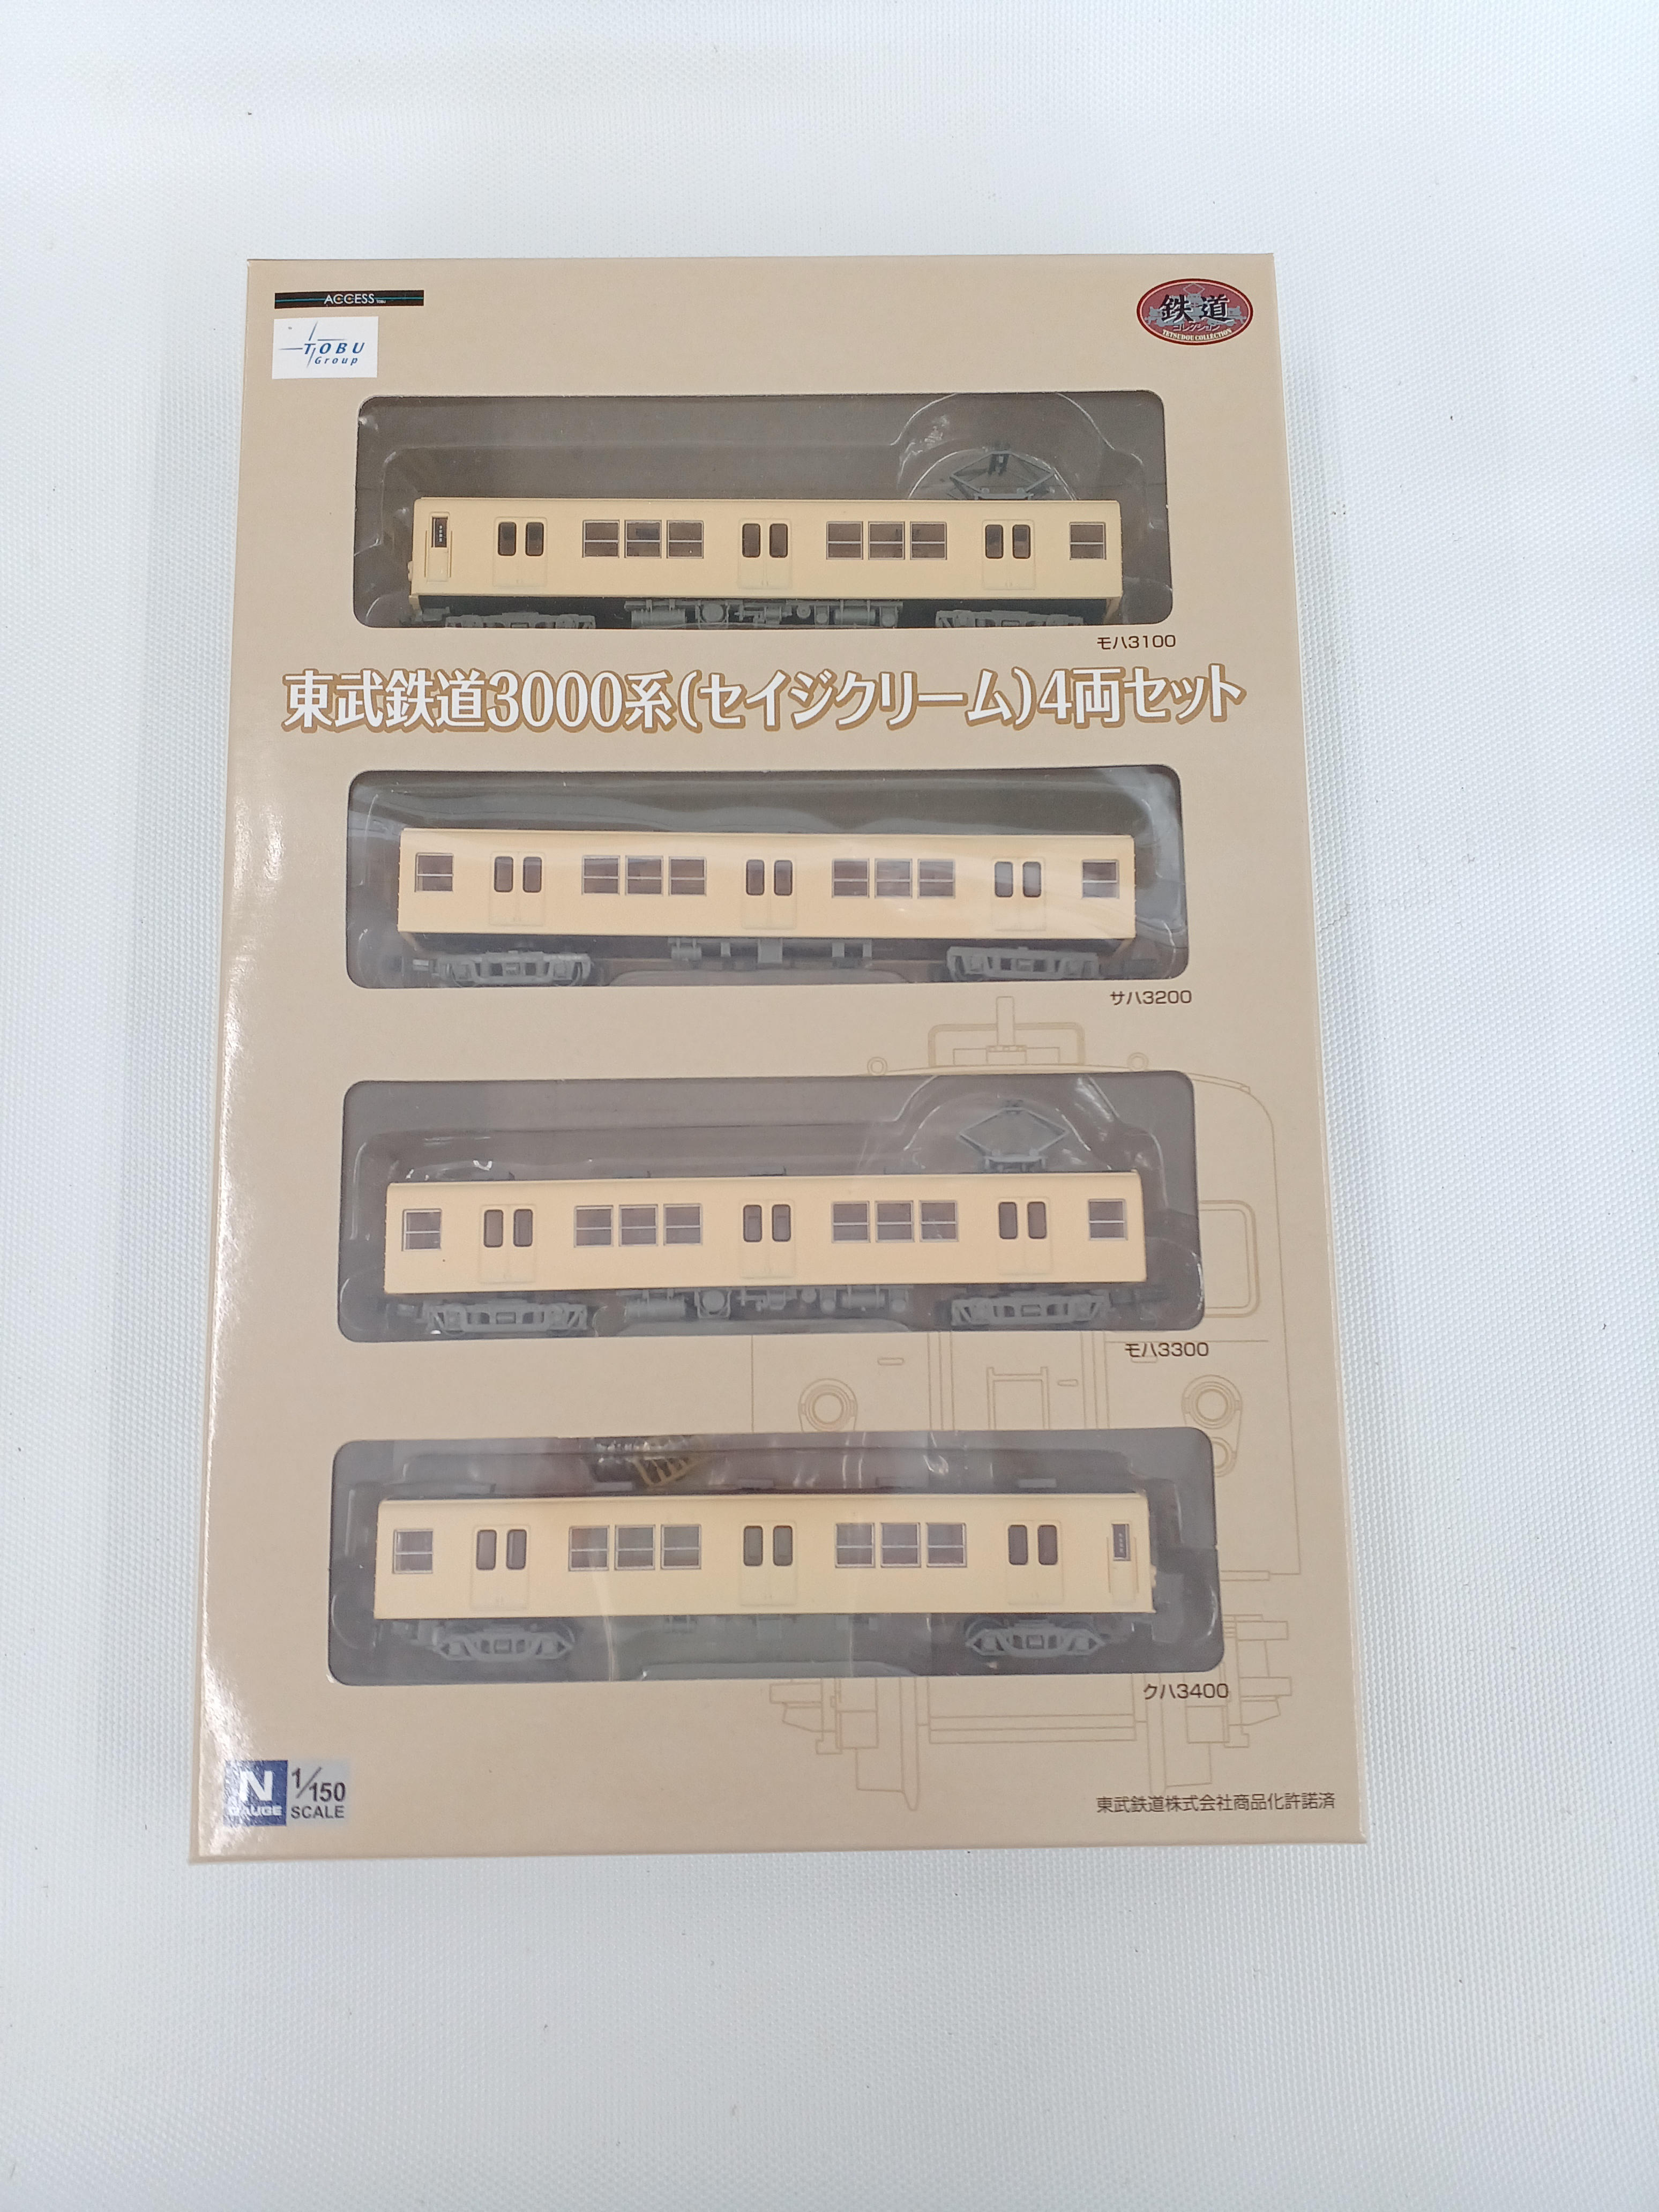 ACCESS
TOBU
Group
鉄道
コレクション
TETSUDOU COLLECTION
モハ3100
東武鉄道3000系(セイジクリーム)4両セット
サハ3200
モハ3300
クハ3400
N
GAUGE
1/150
SCALE
東武鉄道株式会社商品化許諾済